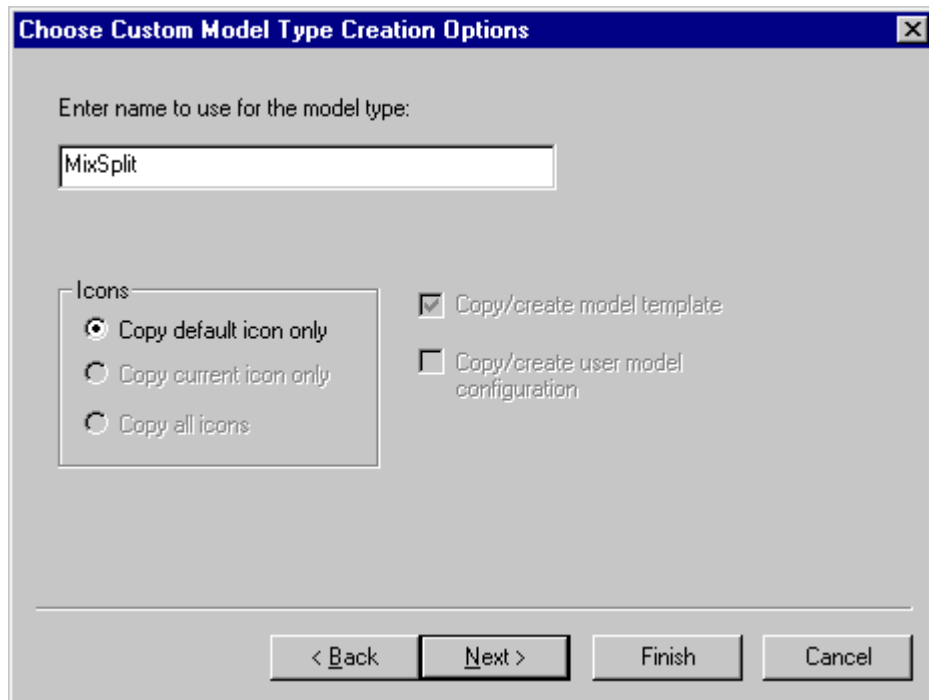 Choose Custom Model Type Creation Options
Enter name to use for the model type:
MixSplit
Icons
Copy default icon only
Copy current icon only
Copy all icons
Copy/create model template
Copy/create user model
configuration
< Back
Next >
Finish
Cancel